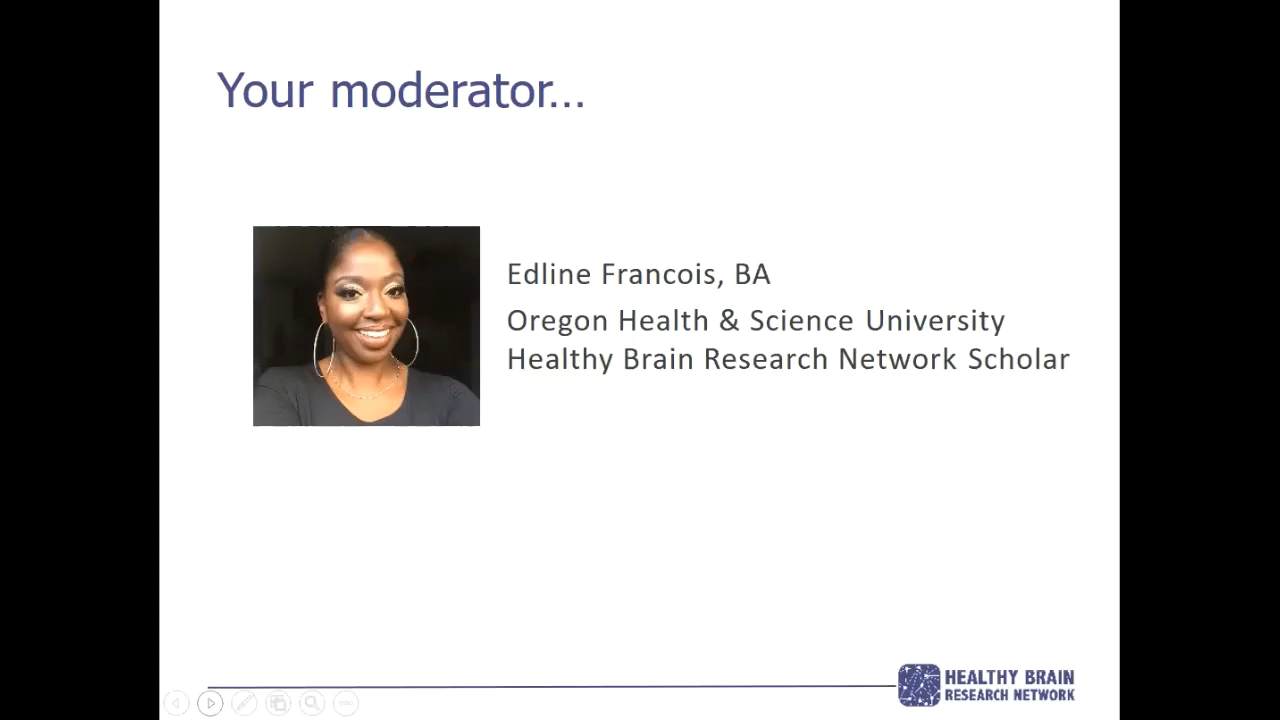 Your moderator...
Edline Francois, BA
Oregon Health & Science University
Healthy Brain Research Network Scholar
HEALTHY BRAIN
RESEARCH NETWORK